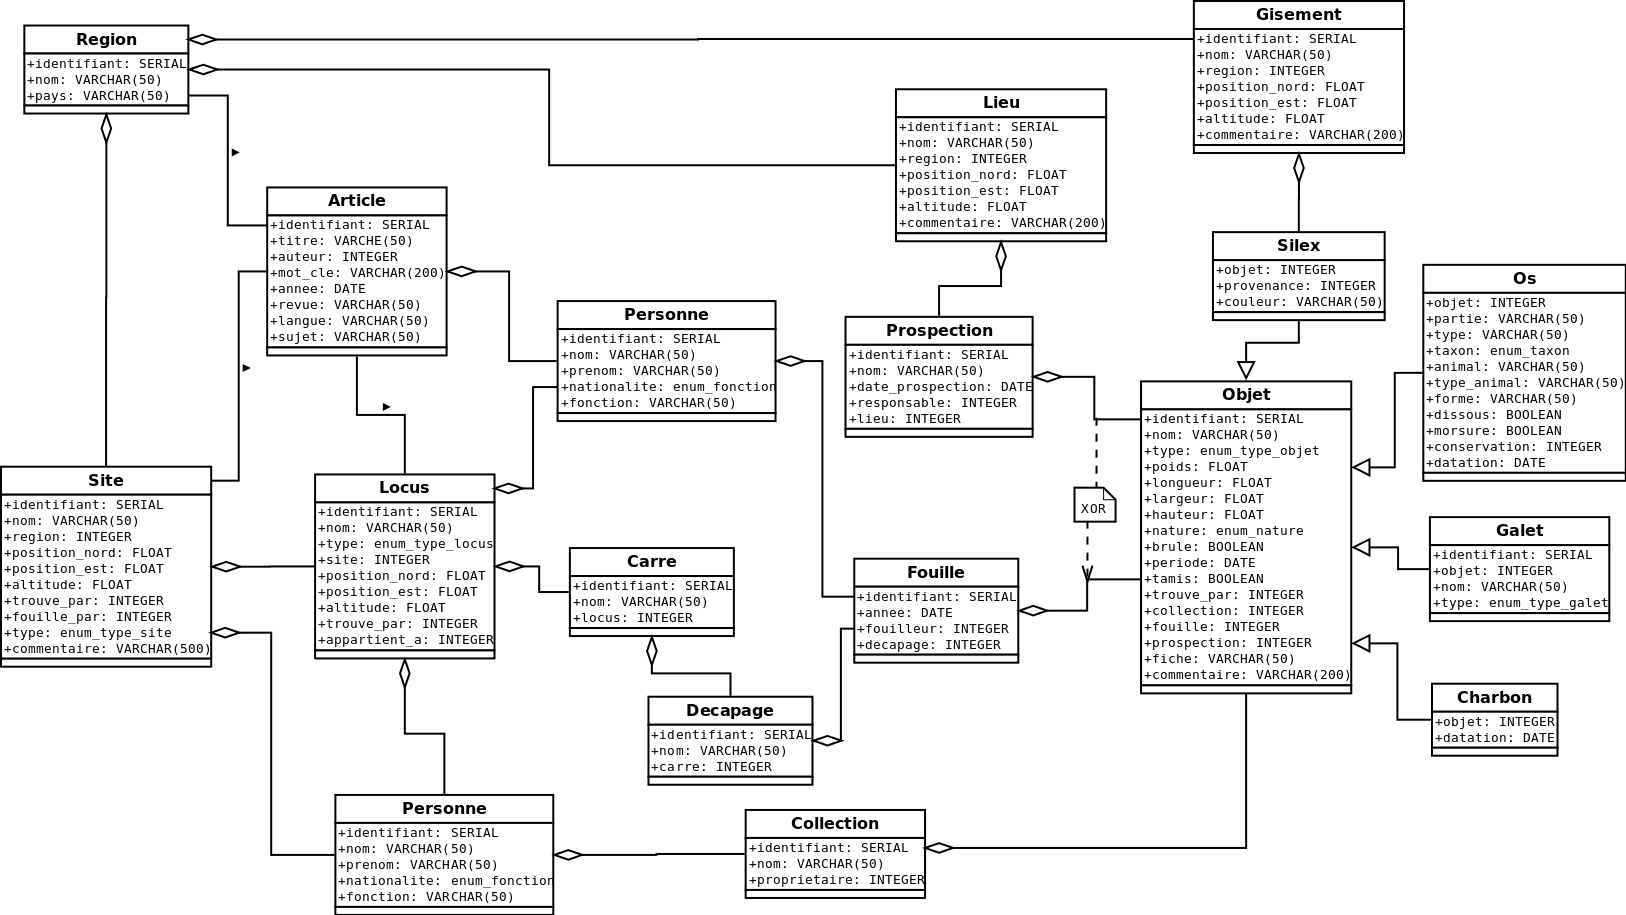 Region
+identifiant: SERIAL
+nom: VARCHAR(50)
+pays: VARCHAR(50)
Gisement
+identifiant: SERIAL
+nom: VARCHAR(50)
+region: INTEGER
+position_nord: FLOAT
+position_est: FLOAT
+altitude: FLOAT
+commentaire: VARCHAR(200)
Lieu
+identifiant: SERIAL
+nom: VARCHAR(50)
+region: INTEGER
+position_nord: FLOAT
+position_est: FLOAT
+altitude: FLOAT
+commentaire: VARCHAR(200)
Article
+identifiant: SERIAL
+titre: VARCHE(50)
+auteur: INTEGER
+mot_cle: VARCHAR(200)
+annee: DATE
+revue: VARCHAR(50)
+langue: VARCHAR(50)
+sujet: VARCHAR(50)
Silex
+objet: INTEGER
+provenance: INTEGER
+couleur: VARCHAR(50)
Os
+objet: INTEGER
+partie: VARCHAR(50)
+type: VARCHAR(50)
+taxon: enum_taxon
+animal: VARCHAR(50)
+type_animal: VARCHAR(50)
+forme: VARCHAR(50)
+dissous: BOOLEAN
+morsure: BOOLEAN
+conservation: INTEGER
+datation: DATE
Personne
+identifiant: SERIAL
+nom: VARCHAR(50)
+prenom: VARCHAR(50)
+nationalite: enum_fonction
+fonction: VARCHAR(50)
Prospection
+identifiant: SERIAL
+nom: VARCHAR(50)
+date_prospection: DATE
+responsable: INTEGER
+lieu: INTEGER
Objet
+identifiant: SERIAL
+nom: VARCHAR(50)
+type: enum_type_objet
+poids: FLOAT
+longueur: FLOAT
+largeur: FLOAT
+hauteur: FLOAT
+nature: enum_nature
+brule: BOOLEAN
+periode: DATE
+tamis: BOOLEAN
+trouve_par: INTEGER
+collection: INTEGER
+fouille: INTEGER
+prospection: INTEGER
+fiche: VARCHAR(50)
+commentaire: VARCHAR(200)
XOR
Site
+identifiant: SERIAL
+nom: VARCHAR(50)
+region: INTEGER
+position_nord: FLOAT
+position_est: FLOAT
+altitude: FLOAT
+trouve_par: INTEGER
+fouille_par: INTEGER
+type: enum_type_site
+commentaire: VARCHAR(500)
Locus
+identifiant: SERIAL
+nom: VARCHAR(50)
+type: enum_type_locus
+site: INTEGER
+position_nord: FLOAT
+position_est: FLOAT
+altitude: FLOAT
+trouve_par: INTEGER
+appartient_a: INTEGER
Galet
+identifiant: SERIAL
+objet: INTEGER
+nom: VARCHAR(50)
+type: enum_type_galet
Carre
+identifiant: SERIAL
+nom: VARCHAR(50)
+locus: INTEGER
Fouille
+identifiant: SERIAL
+annee: DATE
+fouilleur: INTEGER
+decapage: INTEGER
Charbon
+objet: INTEGER
+datation: DATE
Decapage
+identifiant: SERIAL
+nom: VARCHAR(50)
+carre: INTEGER
Personne
+identifiant: SERIAL
+nom: VARCHAR(50)
+prenom: VARCHAR(50)
+nationalite: enum_fonction
+fonction: VARCHAR(50)
Collection
+identifiant: SERIAL
+nom: VARCHAR(50)
+proprietaire: INTEGER